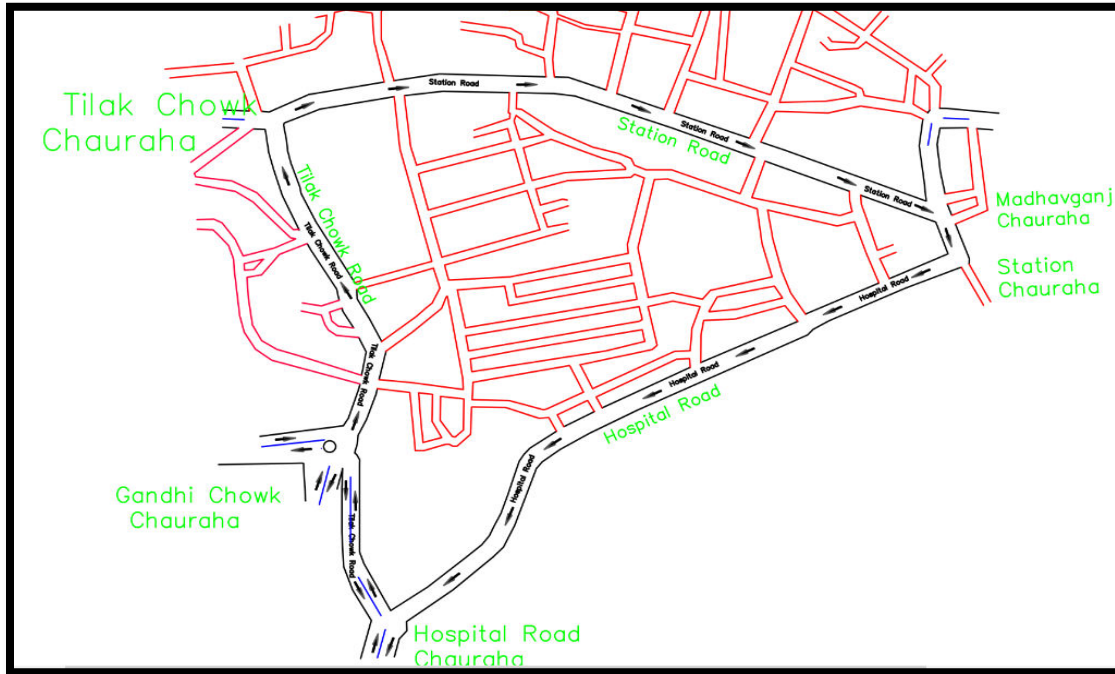 Station Road
Tilak Chowk
Chauraha
Station Road
Station Road
Station Road
Tilak Chowk Road
Tilak Chowk Road
Madhavganj
Chauraha
Station
Chauraha
Hospital Road
Tilak Chowk Road
Hospital Road
Hospital Road
Hospital Road
Gandhi Chowk
Chauraha
Tilak Chowk Road
Hospital Road
Chauraha